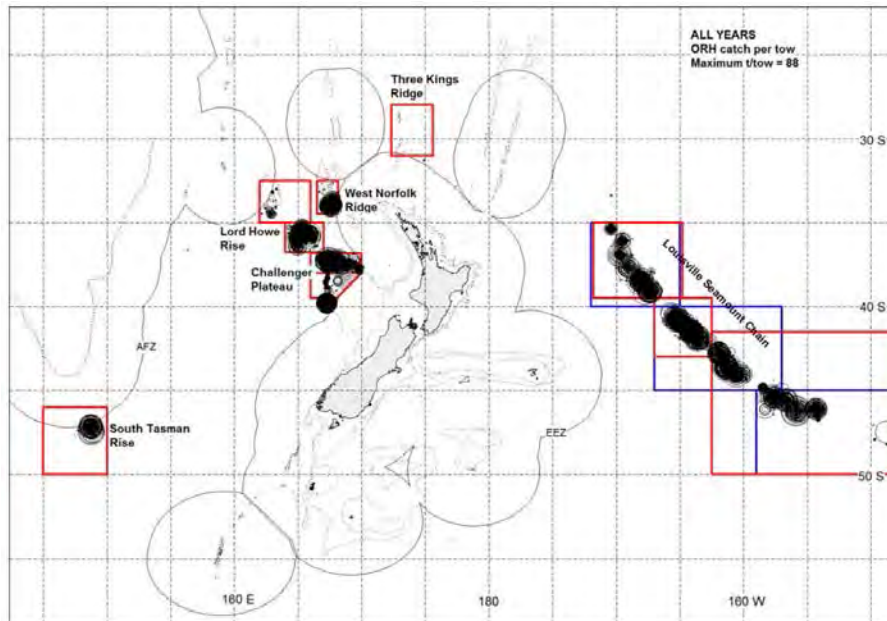 ALL YEARS
ORH catch per tow
Maximum t/tow = 88
Three Kings
Ridge
30 S
West Norfolk
Ridge
Lord Howe
Rise
Challenger
Plateau
Louisville Seamount Chain
40 S
AFZ
South Tasman
Rise
EEZ
50 S
160 E
180
160 W